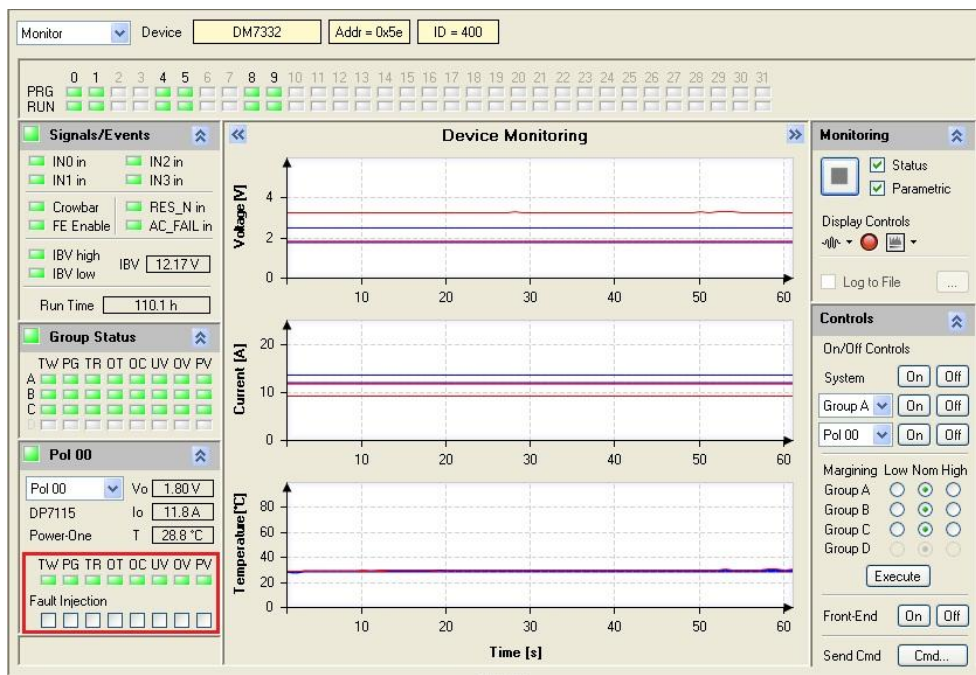 Monitor Device DM7332 Addr = 0x5e ID = 400
0 1 2 3 4 5 6 7 8 9 10 11 12 13 14 15 16 17 18 19 20 21 22 23 24 25 26 27 28 29 30 31
PRG
RUN
Signals/Events
IN0 in IN2 in
IN1 in IN3 in
Crowbar RES_N in
FE Enable AC_FAIL in
IBV high
IBV low
IBV 12.17 V
Run Time 110.1 h
Group Status
TW PG TR OT OC UV OV PV
A
B
C
D
Pol 00
Pol 00 Vo 1.80 V
DP7115 Io 11.8 A
Power-One T 28.8 °C
TW PG TR OT OC UV OV PV
Fault Injection
Device Monitoring
Voltage [V]
4
2
0
10 20 30 40 50 60
Current [A]
20
10
0
10 20 30 40 50 60
Temperature [°C]
80
60
40
20
0
10 20 30 40 50 60
Time [s]
Monitoring
Status
Parametric
Display Controls
Log to File ...
Controls
On/Off Controls
System On Off
Group A On Off
Pol 00 On Off
Margining Low Nom High
Group A
Group B
Group C
Group D
Execute
Front-End On Off
Send Cmd Cmd...